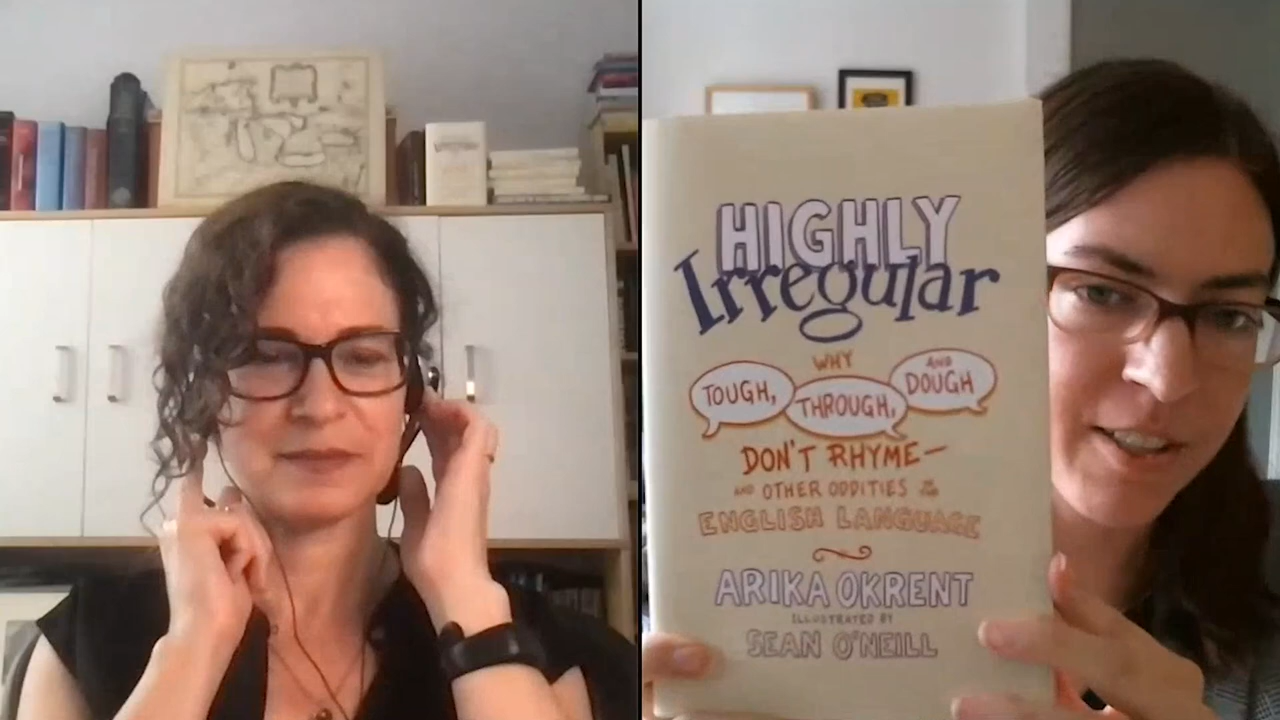 HIGHLY
Irregular
WHY
TOUGH,
THROUGH,
AND
DOUGH
DON'T RHYME—
AND OTHER ODDITIES OF THE
ENGLISH LANGUAGE
ARIKA OKRENT
ILLUSTRATED BY
SEAN O'NEILL